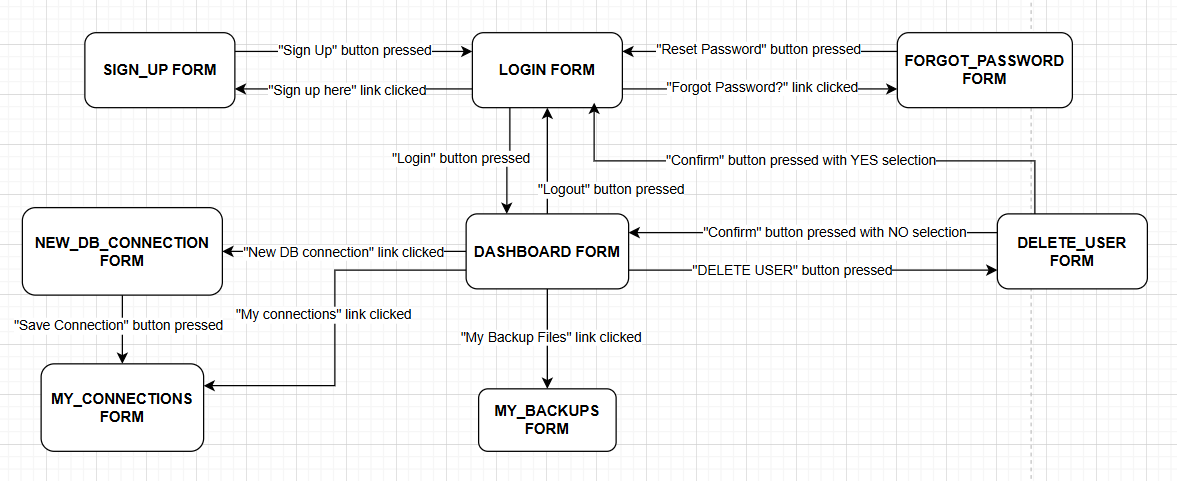 "Sign Up" button pressed
"Reset Password" button pressed
SIGN_UP FORM
LOGIN FORM
FORGOT_PASSWORD
FORM
"Sign up here" link clicked
"Forgot Password?" link clicked
"Login" button pressed
"Confirm" button pressed with YES selection
"Logout" button pressed
NEW_DB_CONNECTION
FORM
"New DB connection" link clicked
DASHBOARD FORM
"Confirm" button pressed with NO selection
DELETE_USER
FORM
"DELETE USER" button pressed
"My connections" link clicked
"Save Connection" button pressed
"My Backup Files" link clicked
MY_CONNECTIONS
FORM
MY_BACKUPS
FORM